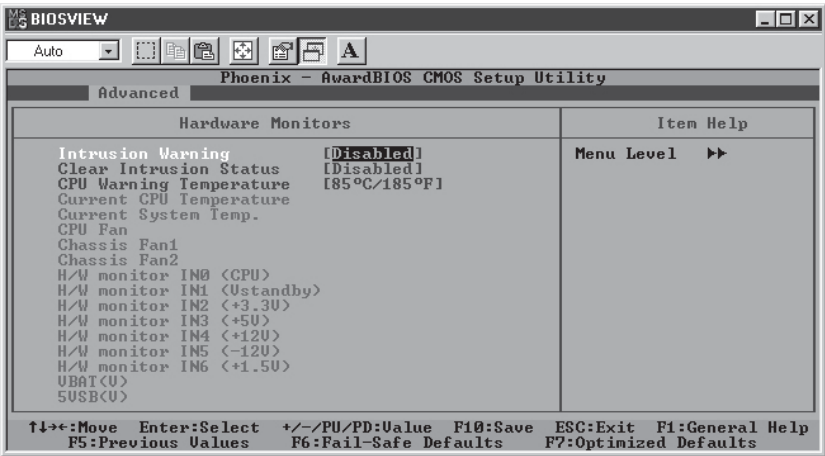 MS DOS BIOSVIEW
Auto A
Phoenix - AwardBIOS CMOS Setup Utility
Advanced
Hardware Monitors
Item Help
Intrusion Warning [Disabled]
Menu Level ▶▶
Clear Intrusion Status [Disabled]
CPU Warning Temperature [85ºC/185ºF]
Current CPU Temperature
Current System Temp.
CPU Fan
Chassis Fan1
Chassis Fan2
H/W monitor IN0 (CPU)
H/W monitor IN1 (Vstandby)
H/W monitor IN2 (+3.3V)
H/W monitor IN3 (+5V)
H/W monitor IN4 (+12V)
H/W monitor IN5 (-12V)
H/W monitor IN6 (+1.5V)
VBAT(V)
5VSB(V)
↑↓→←:Move Enter:Select +/-/PU/PD:Value F10:Save ESC:Exit F1:General Help
F5:Previous Values F6:Fail-Safe Defaults F7:Optimized Defaults